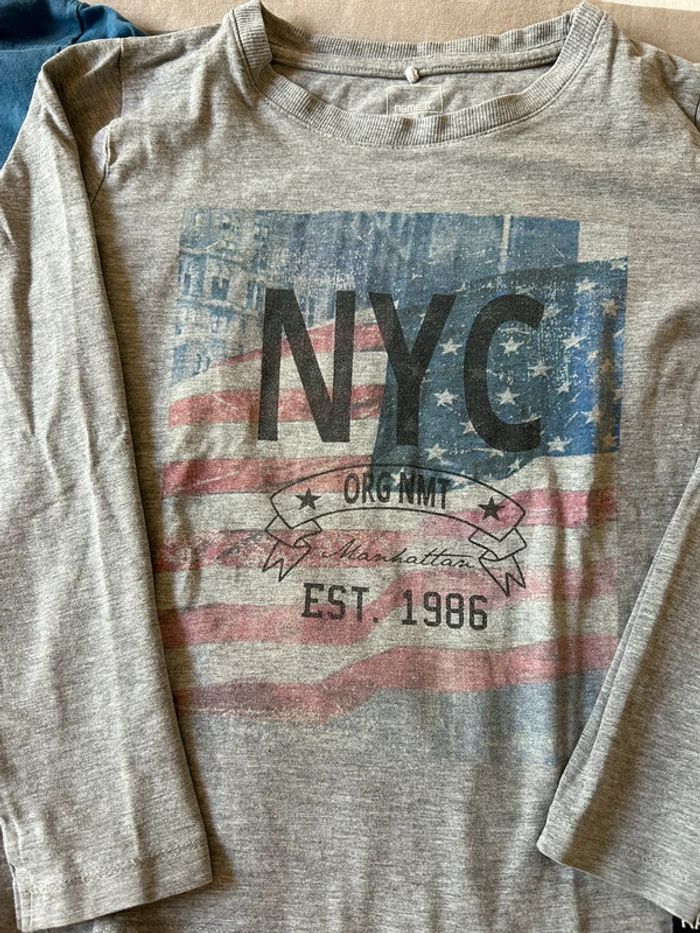 NYC
ORG NMT
Manhattan
EST. 1986